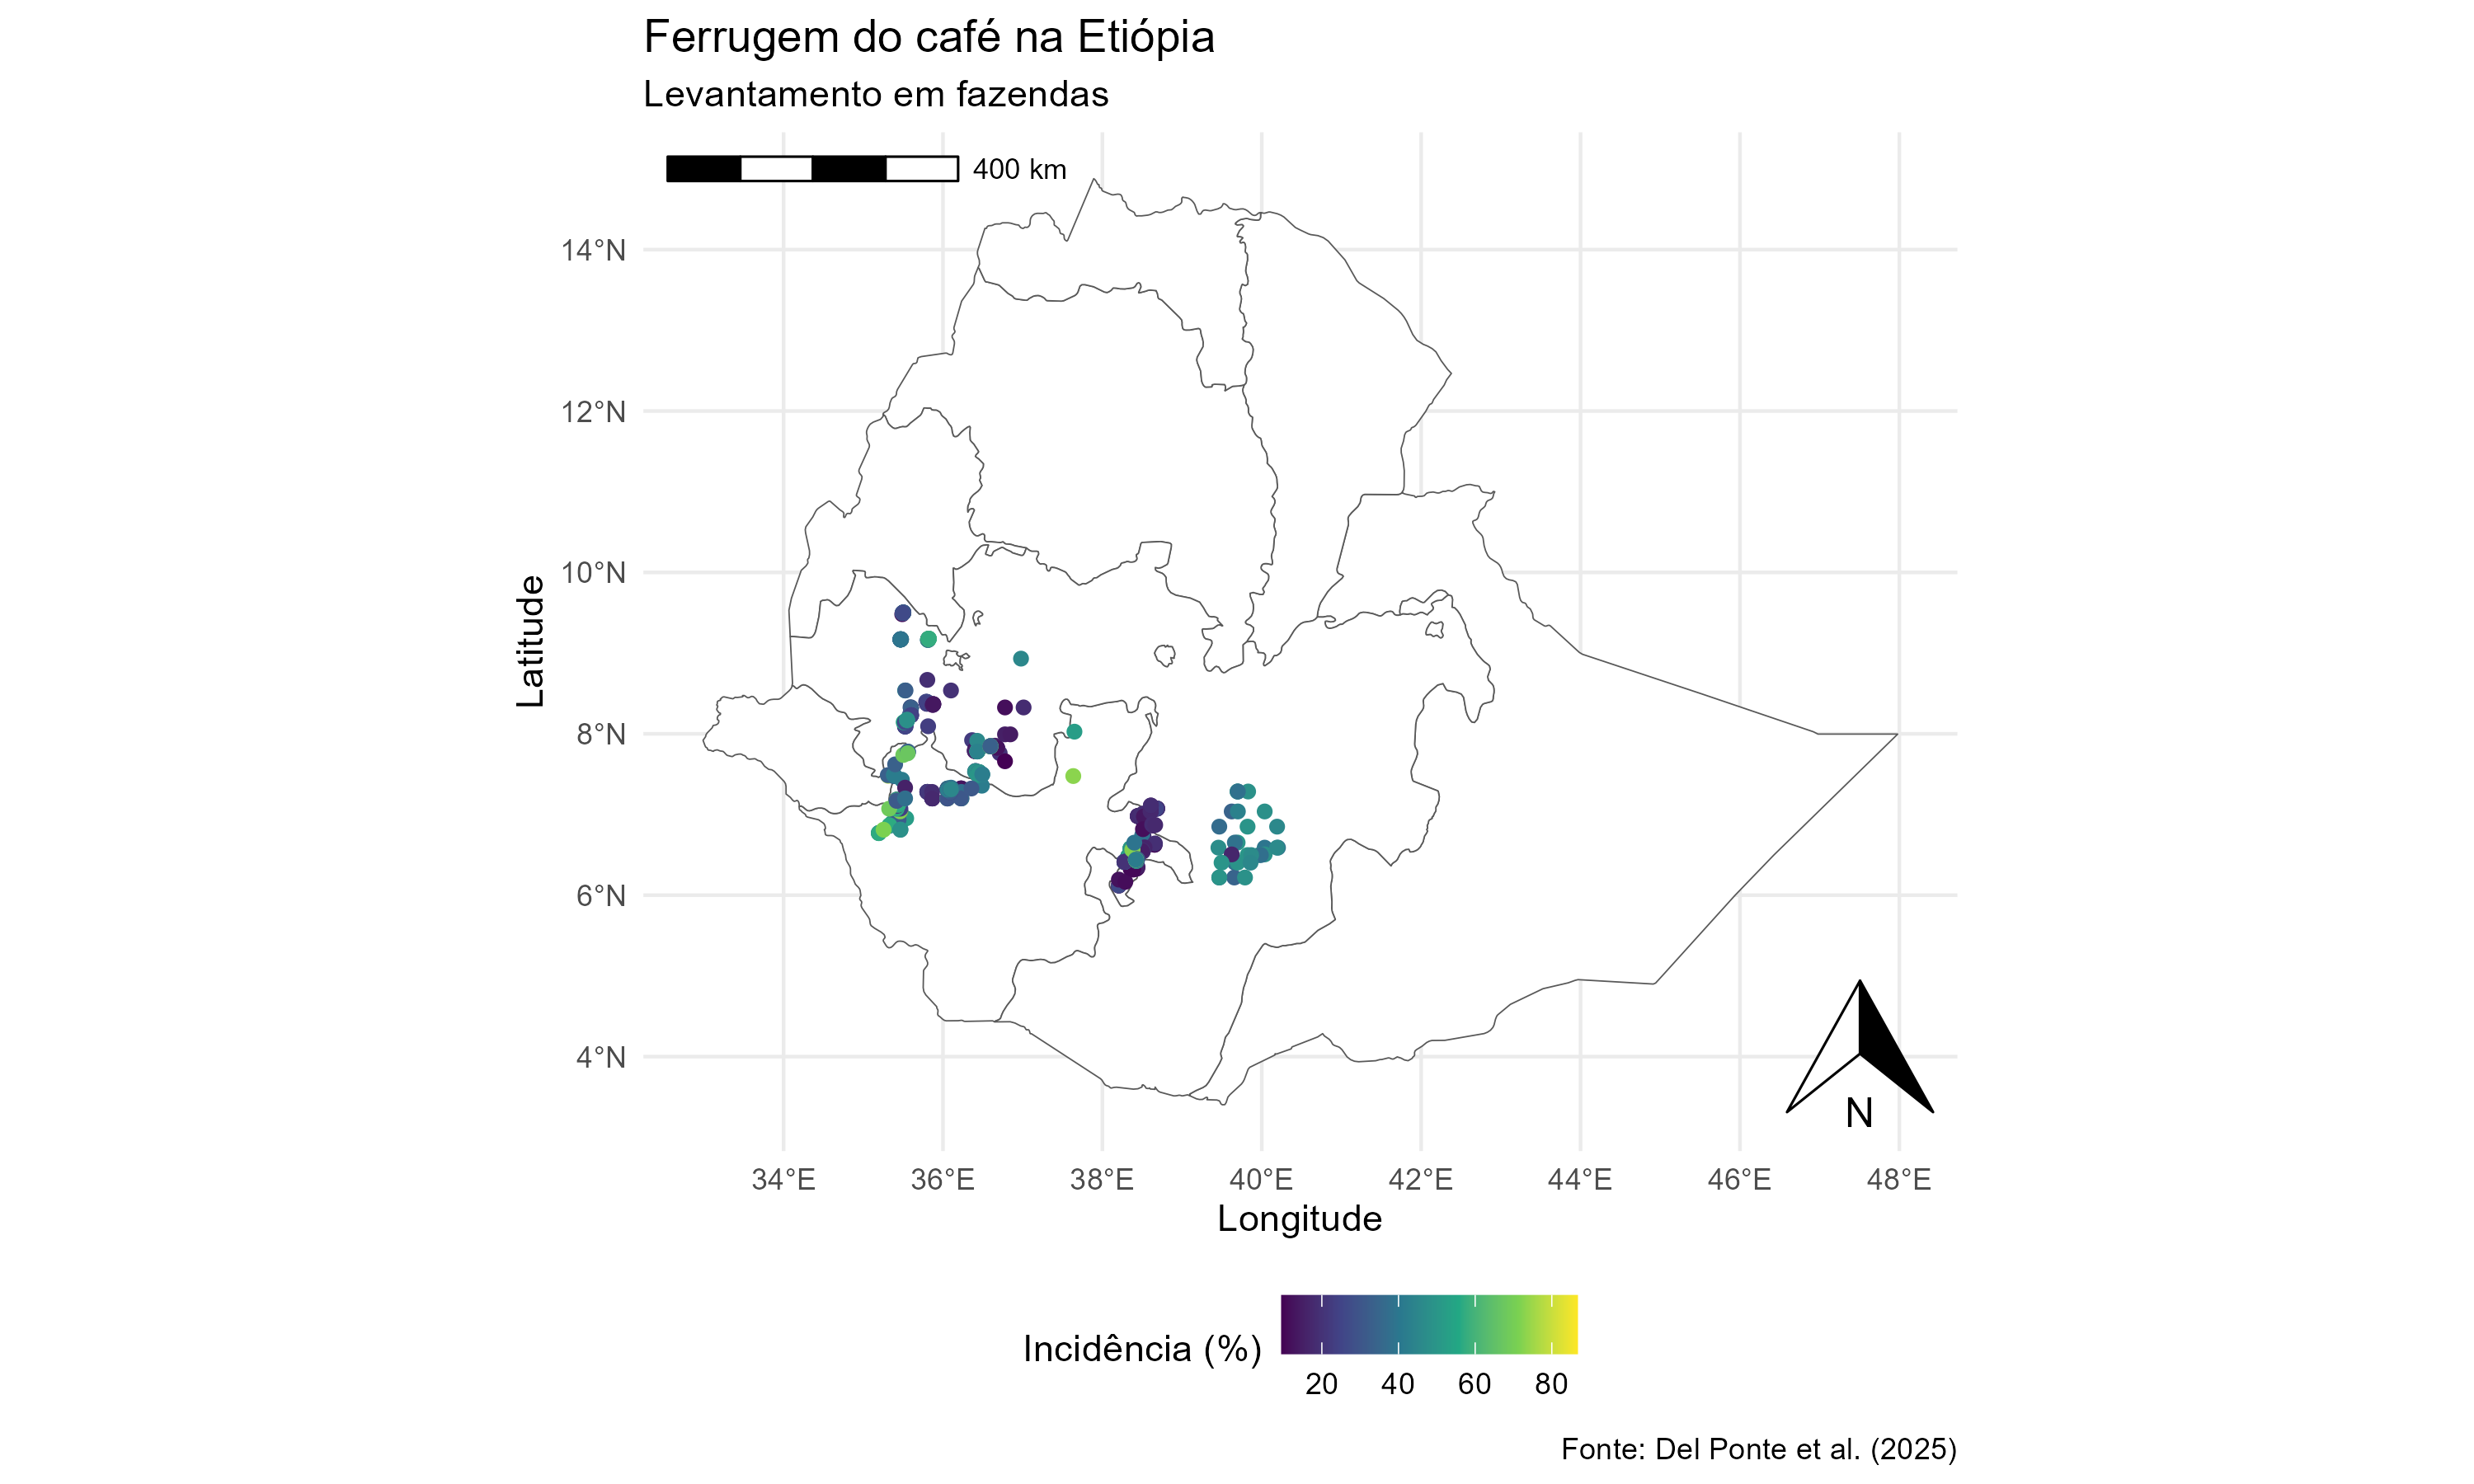 Ferrugem do café na Etiópia
Levantamento em fazendas
400 km
14°N
12°N
10°N
8°N
6°N
4°N
Latitude
N
34°E 36°E 38°E 40°E 42°E 44°E 46°E 48°E
Longitude
Incidência (%)
20 40 60 80
Fonte: Del Ponte et al. (2025)